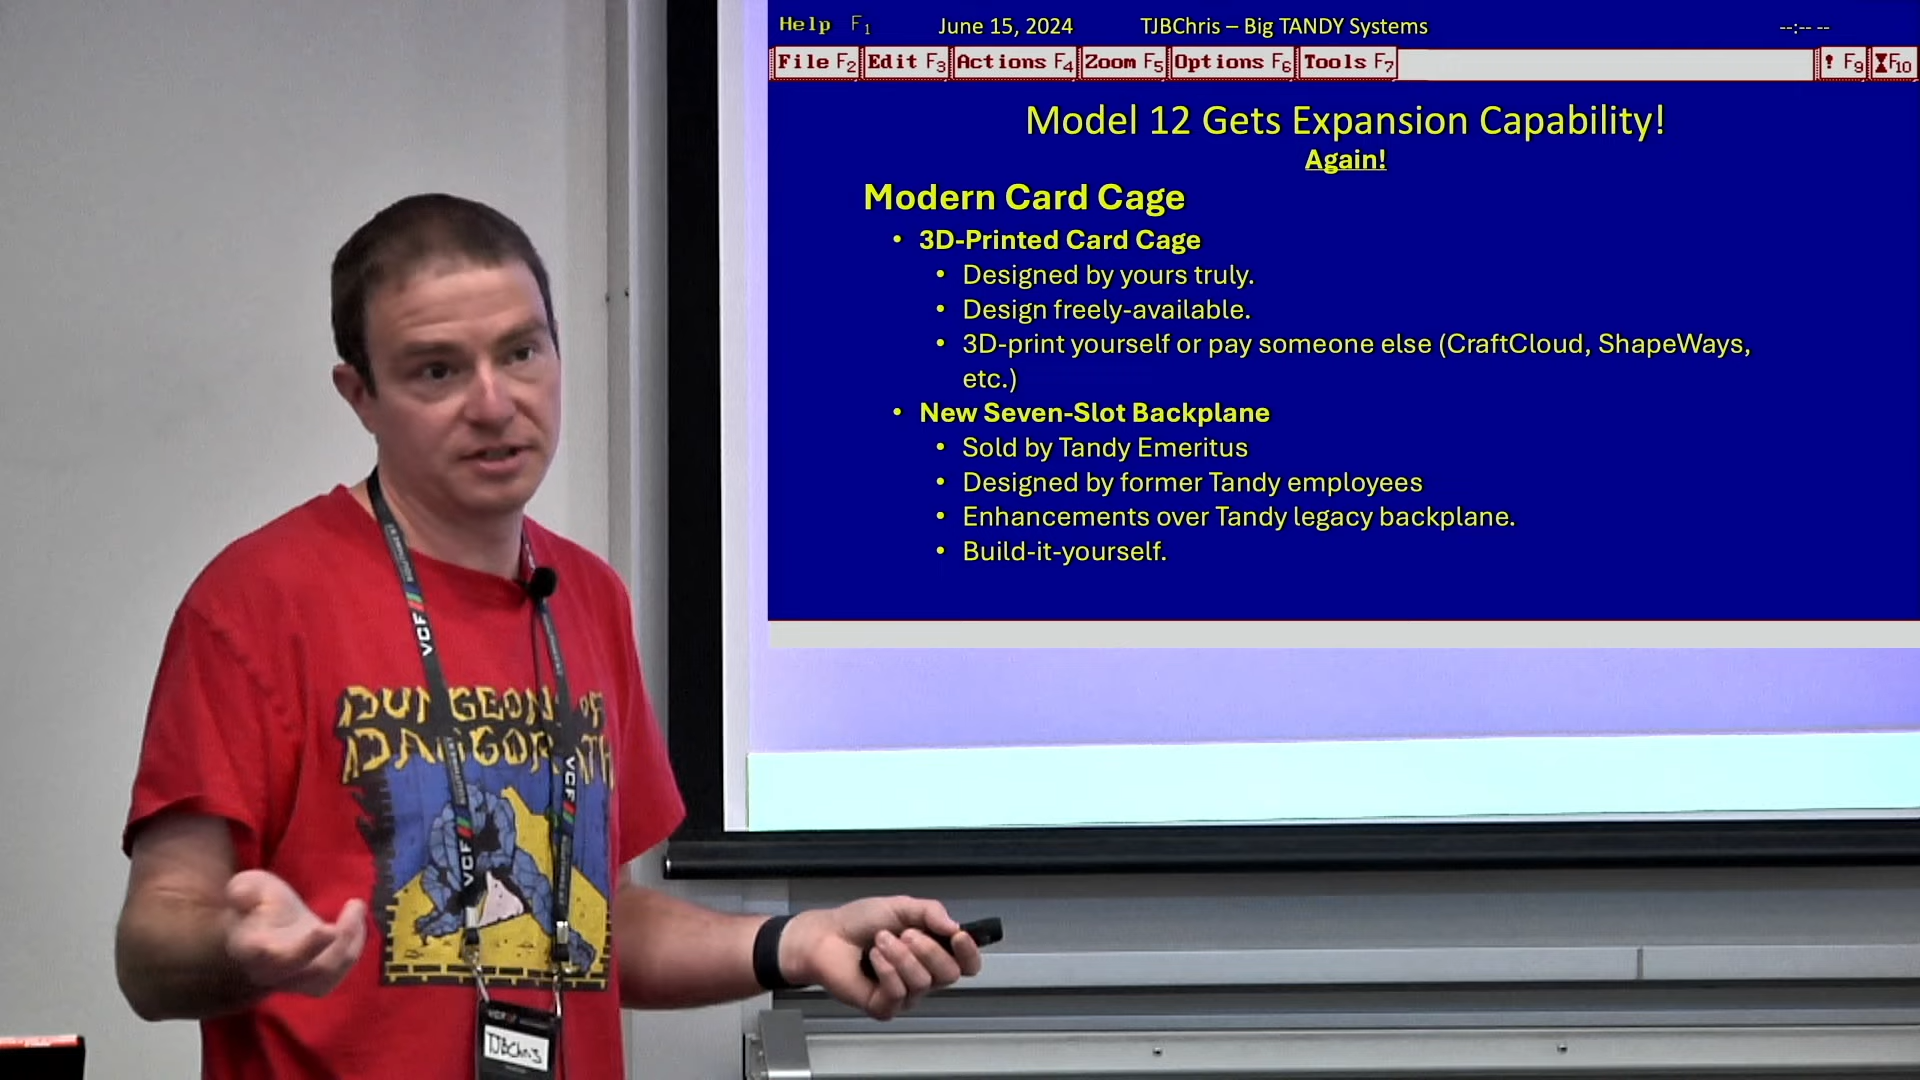 Help F1 June 15, 2024 TJBChris – Big TANDY Systems --:-- --
File F2 Edit F3 Actions F4 Zoom F5 Options F6 Tools F7 ! F9 F10
Model 12 Gets Expansion Capability!
Again!
Modern Card Cage
• 3D-Printed Card Cage
• Designed by yours truly.
• Design freely-available.
• 3D-print yourself or pay someone else (CraftCloud, ShapeWays,
etc.)
• New Seven-Slot Backplane
• Sold by Tandy Emeritus
• Designed by former Tandy employees
• Enhancements over Tandy legacy backplane.
• Build-it-yourself.
VCF
DUNGEONS OF
DAGGORATH
VCF
VCF
TJBChris